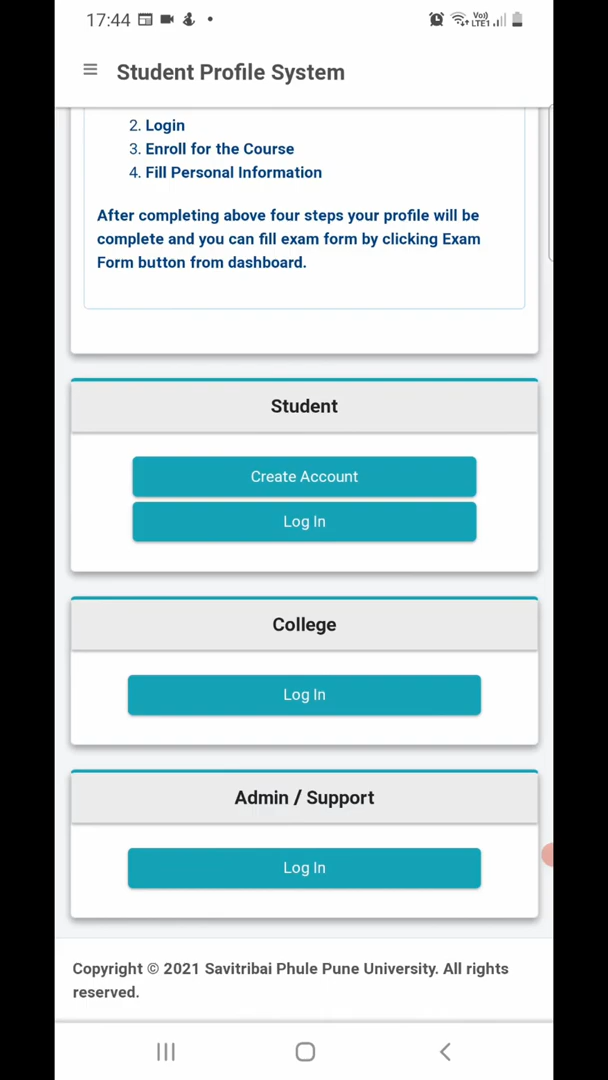 17:44
Vo))
LTE1
Student Profile System
2. Login
3. Enroll for the Course
4. Fill Personal Information
After completing above four steps your profile will be
complete and you can fill exam form by clicking Exam
Form button from dashboard.
Student
Create Account
Log In
College
Log In
Admin / Support
Log In
Copyright © 2021 Savitribai Phule Pune University. All rights
reserved.